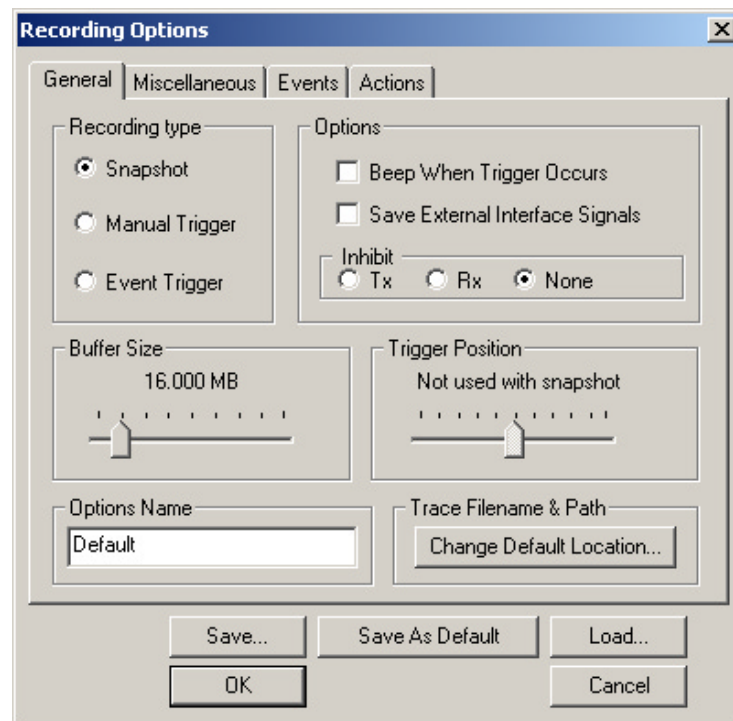 Recording Options
General Miscellaneous Events Actions
Recording type
Snapshot
Manual Trigger
Event Trigger
Options
Beep When Trigger Occurs
Save External Interface Signals
Inhibit
Tx Rx None
Buffer Size
16.000 MB
Trigger Position
Not used with snapshot
Options Name
Default
Trace Filename & Path
Change Default Location...
Save... Save As Default Load...
OK Cancel